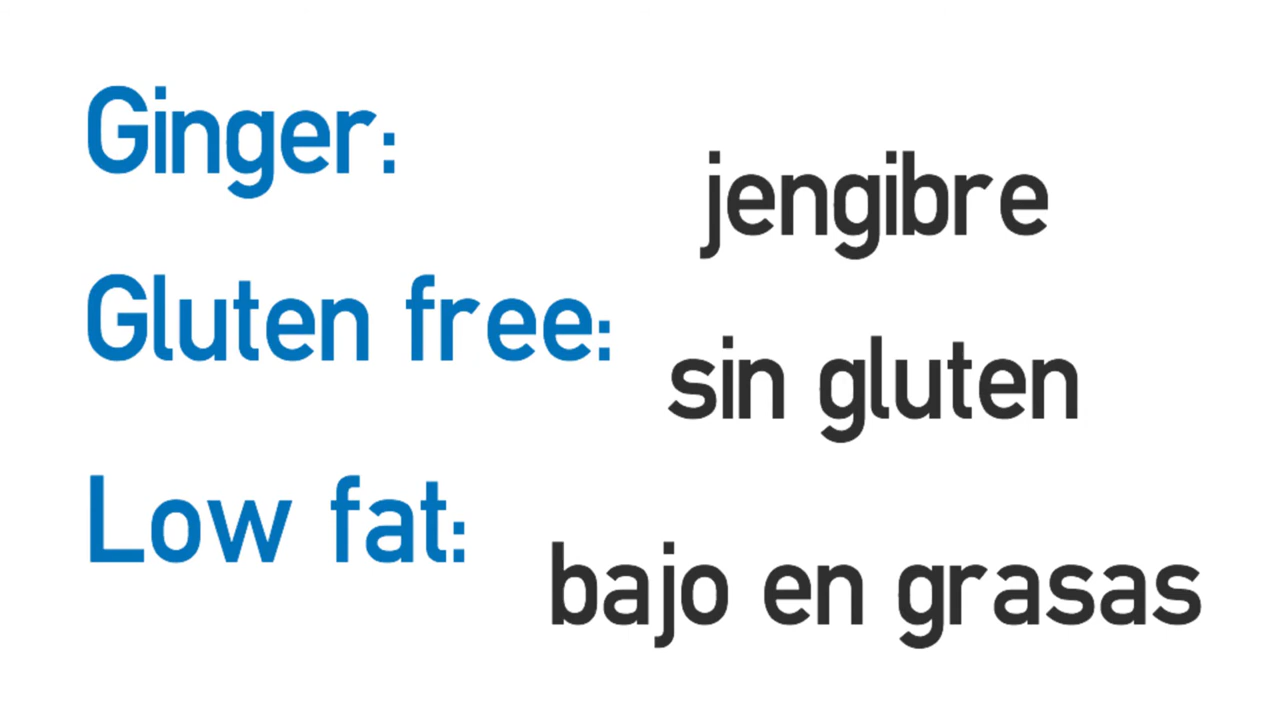 Ginger:
jengibre
Gluten free:
sin gluten
Low fat:
bajo en grasas